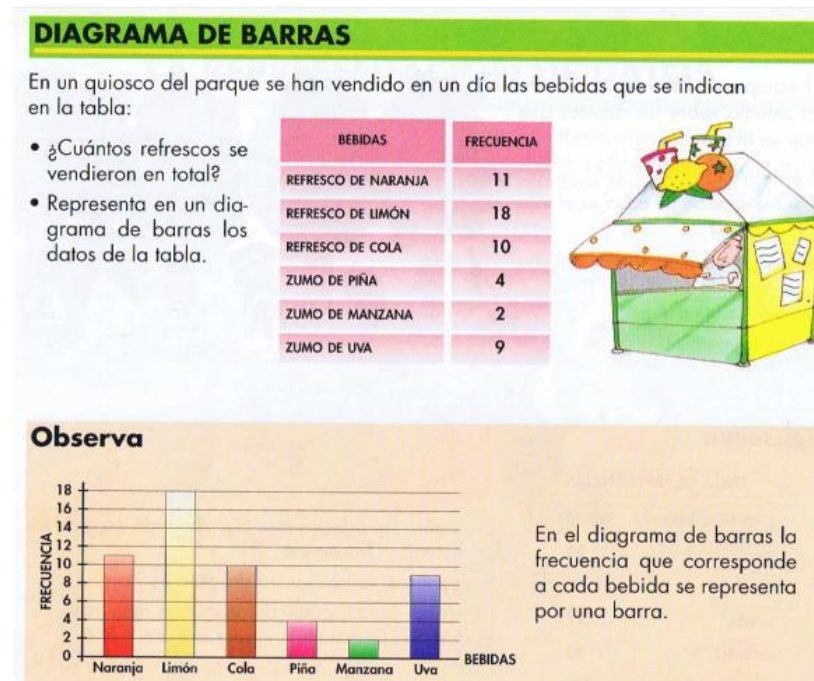 DIAGRAMA DE BARRAS
En un quiosco del parque se han vendido en un día las bebidas que se indican
en la tabla:
• ¿Cuántos refrescos se
vendieron en total?
• Representa en un dia-
grama de barras los
datos de la tabla.
BEBIDAS FRECUENCIA
REFRESCO DE NARANJA 11
REFRESCO DE LIMÓN 18
REFRESCO DE COLA 10
ZUMO DE PIÑA 4
ZUMO DE MANZANA 2
ZUMO DE UVA 9
Observa
FRECUENCIA
18
16
14
12
10
8
6
4
2
0
Naranja Limón Cola Piña Manzana Uva BEBIDAS
En el diagrama de barras la
frecuencia que corresponde
a cada bebida se representa
por una barra.